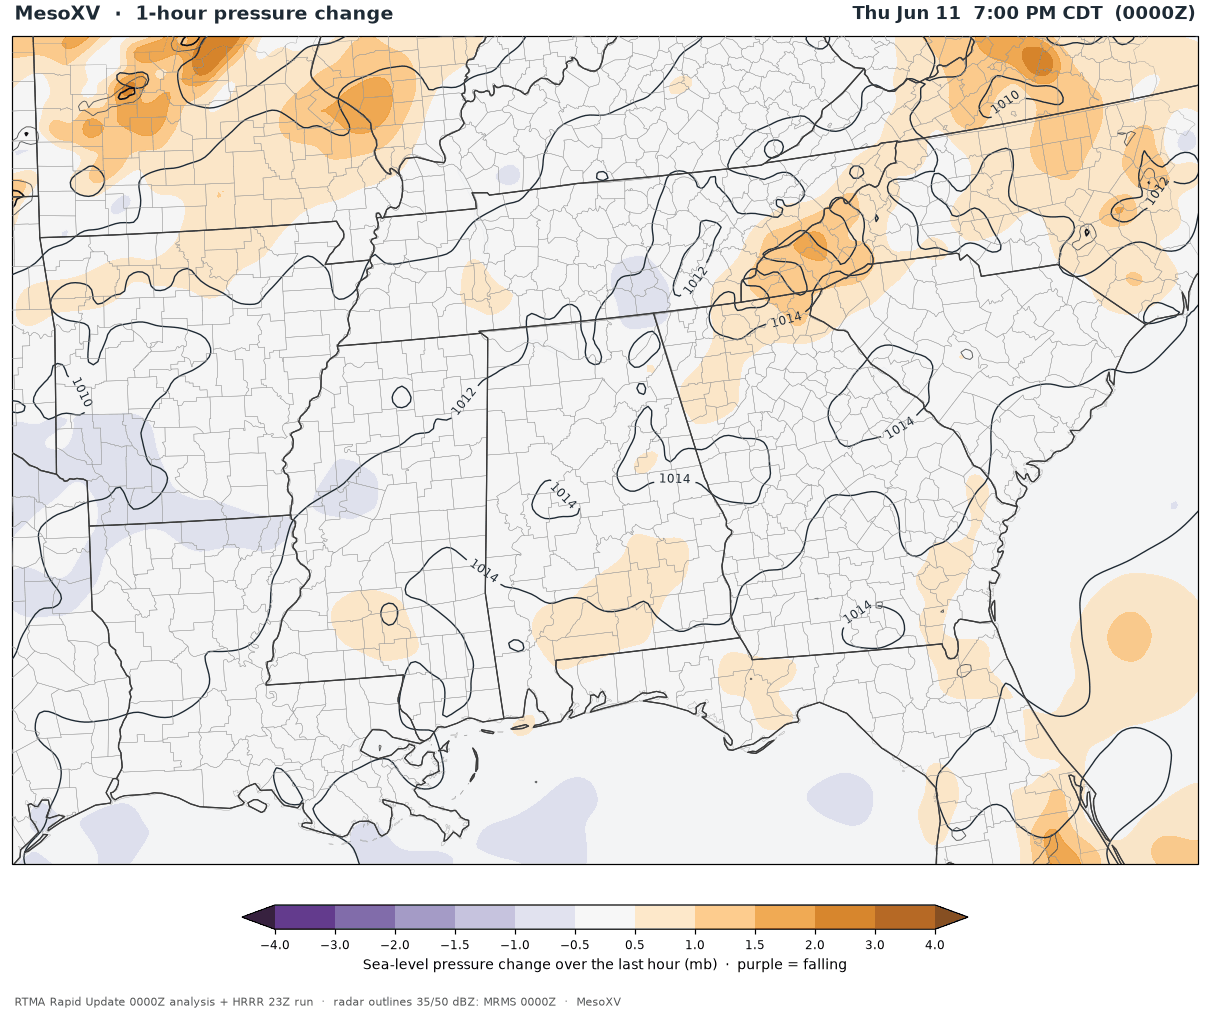 MesoXV · 1-hour pressure change
Thu Jun 11 7:00 PM CDT (0000Z)
1010
1012
1012
1014
1010
1012
1014
1014
1014
1014
1014
−4.0 −3.0 −2.0 −1.5 −1.0 −0.5 0.5 1.0 1.5 2.0 3.0 4.0
Sea-level pressure change over the last hour (mb) · purple = falling
RTMA Rapid Update 0000Z analysis + HRRR 23Z run · radar outlines 35/50 dBZ: MRMS 0000Z · MesoXV